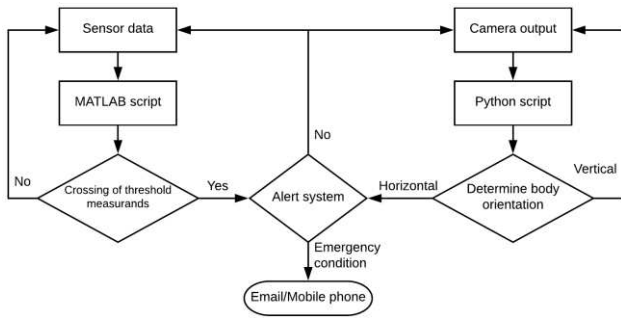 Sensor data
Camera output
MATLAB script
Python script
No
No
Crossing of threshold
measurands
Yes
Alert system
Horizontal
Determine body
orientation
Vertical
Emergency
condition
Email/Mobile phone